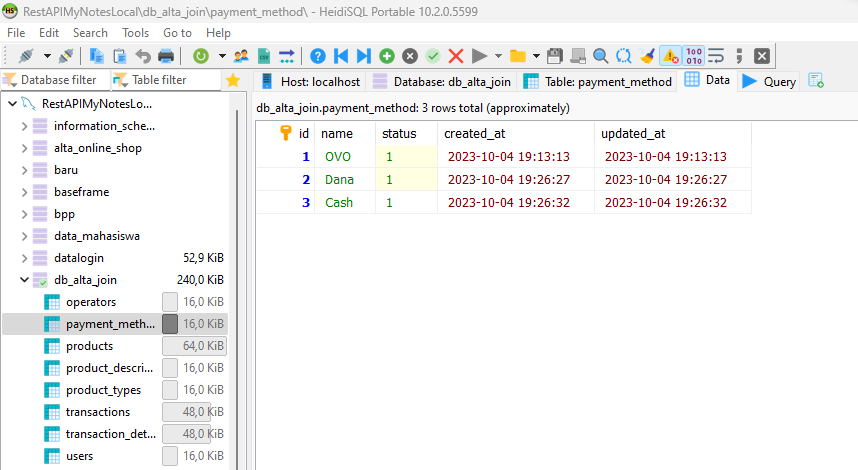 RestAPIMyNotesLocal\db_alta_join\payment_method\ - HeidiSQL Portable 10.2.0.5599
File Edit Search Tools Go to Help
Database filter Table filter
Host: localhost Database: db_alta_join Table: payment_method Data Query
RestAPIMyNotesLo...
information_sche...
alta_online_shop
baru
baseframe
bpp
data_mahasiswa
datalogin 52,9 KiB
db_alta_join 240,0 KiB
operators 16,0 KiB
payment_meth... 16,0 KiB
products 64,0 KiB
product_descri... 16,0 KiB
product_types 16,0 KiB
transactions 48,0 KiB
transaction_det... 48,0 KiB
users 16,0 KiB
db_alta_join.payment_method: 3 rows total (approximately)
id name status created_at updated_at
1 OVO 1 2023-10-04 19:13:13 2023-10-04 19:13:13
2 Dana 1 2023-10-04 19:26:27 2023-10-04 19:26:27
3 Cash 1 2023-10-04 19:26:32 2023-10-04 19:26:32